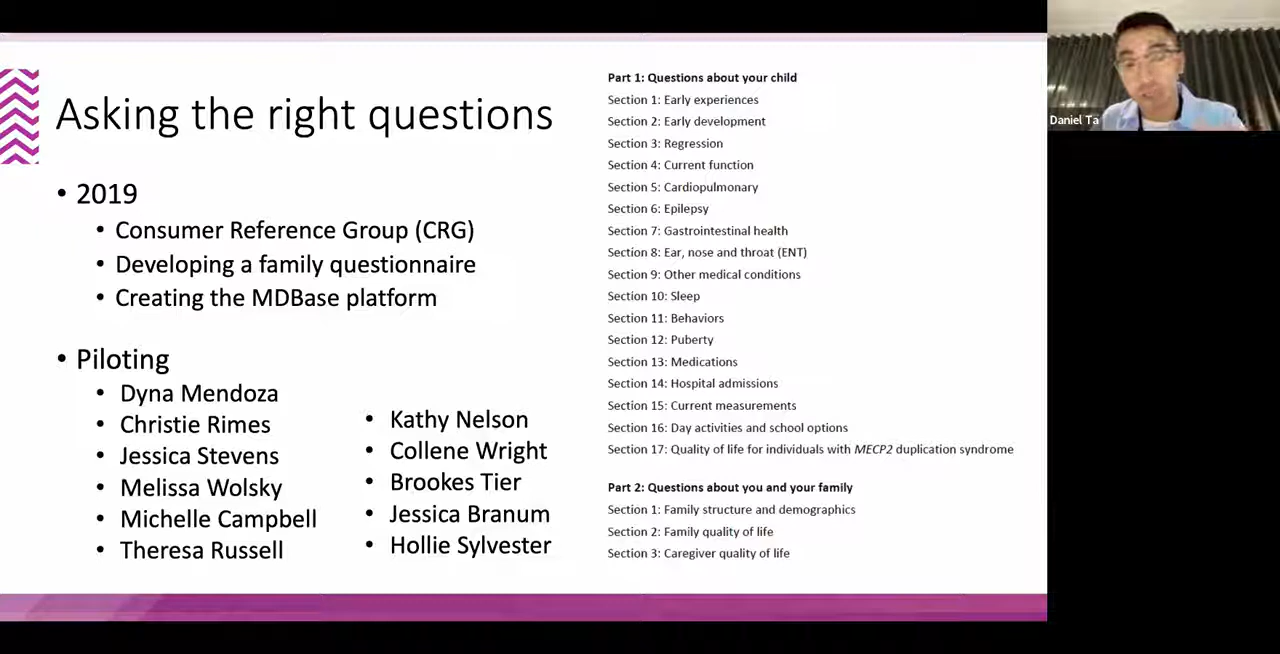 Asking the right questions
• 2019
• Consumer Reference Group (CRG)
• Developing a family questionnaire
• Creating the MDBase platform
• Piloting
• Dyna Mendoza
• Christie Rimes
• Jessica Stevens
• Melissa Wolsky
• Michelle Campbell
• Theresa Russell
• Kathy Nelson
• Collene Wright
• Brookes Tier
• Jessica Branum
• Hollie Sylvester
Part 1: Questions about your child
Section 1: Early experiences
Section 2: Early development
Section 3: Regression
Section 4: Current function
Section 5: Cardiopulmonary
Section 6: Epilepsy
Section 7: Gastrointestinal health
Section 8: Ear, nose and throat (ENT)
Section 9: Other medical conditions
Section 10: Sleep
Section 11: Behaviors
Section 12: Puberty
Section 13: Medications
Section 14: Hospital admissions
Section 15: Current measurements
Section 16: Day activities and school options
Section 17: Quality of life for individuals with MECP2 duplication syndrome
Part 2: Questions about you and your family
Section 1: Family structure and demographics
Section 2: Family quality of life
Section 3: Caregiver quality of life
Daniel Ta